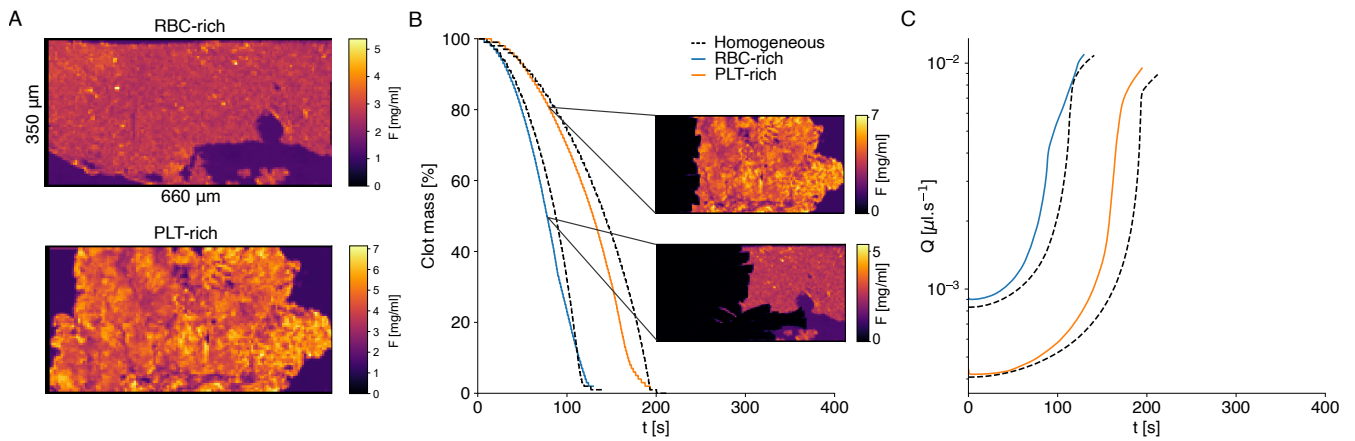 A
RBC-rich
350 µm
660 µm
5
4
3
2
1
0
F [mg/ml]
PLT-rich
7
6
5
4
3
2
1
0
F [mg/ml]
B
100
80
60
40
20
0
Clot mass [%]
0 100 200 300 400
t [s]
Homogeneous
RBC-rich
PLT-rich
7
0
F [mg/ml]
5
0
F [mg/ml]
C
10⁻²
10⁻³
Q [µl.s⁻¹]
0 100 200 300 400
t [s]